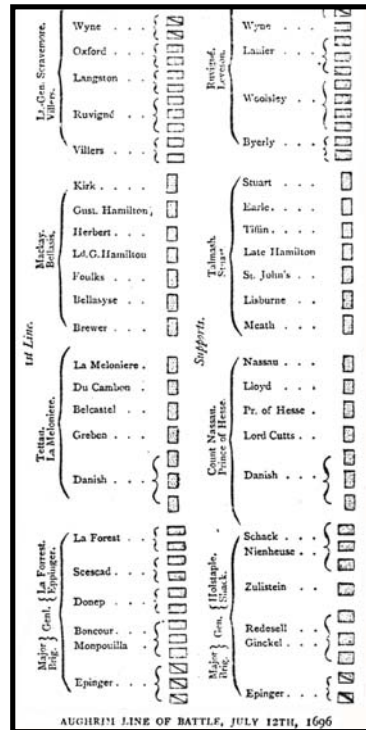 1st Line.
Lt.-Gen. Scravemore.
Villers.
Wyne
Oxford
Langston
Ruvigné
Villers
Mackay.
Bellasis.
Kirk
Gust. Hamilton
Herbert
Ld. G. Hamilton
Foulks
Bellasyse
Brewer
Tettan.
La Meloniere.
La Meloniere
Du Cambon
Belcastel
Greben
Danish
Major Genl. La Forrest.
Brig. Eppinger.
La Forest
Scescad
Donep
Boncour
Monpouilla
Epinger
Supports.
Ruvigné.
Leveson.
Wyne
Lanier
Woolsley
Byerly
Talmash.
Stuart.
Stuart
Earle
Tiffin
Late Hamilton
St. John's
Lisburne
Meath
Count Nassau.
Prince of Hesse.
Nassau
Lloyd
Pr. of Hesse
Lord Cutts
Danish
Major Gen. Holstaple.
Brig. Shack.
Schack
Nienheuse
Zulistein
Redesell
Ginckel
Epinger
AUGHRIM LINE OF BATTLE, JULY 12TH, 1696